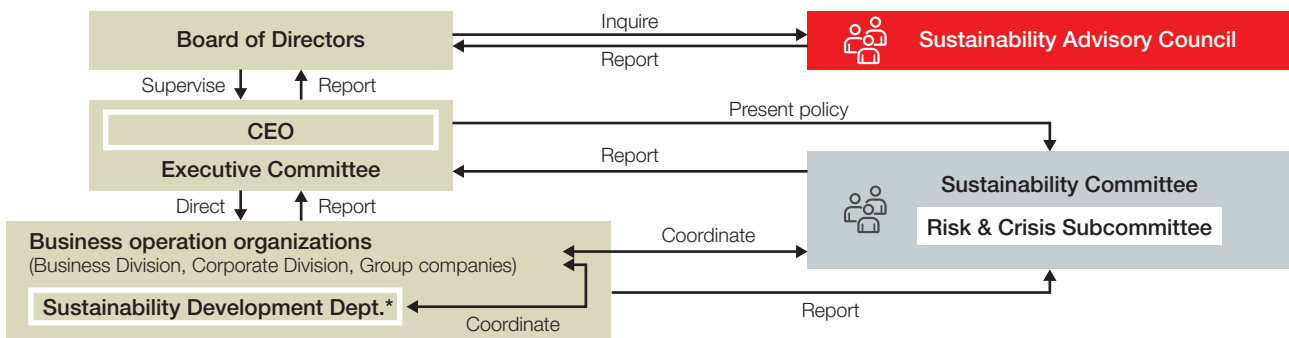 Board of Directors
Inquire
Report
Sustainability Advisory Council
Supervise
Report
CEO
Executive Committee
Present policy
Report
Sustainability Committee
Risk & Crisis Subcommittee
Direct
Report
Business operation organizations
(Business Division, Corporate Division, Group companies)
Coordinate
Sustainability Development Dept.*
Coordinate
Report